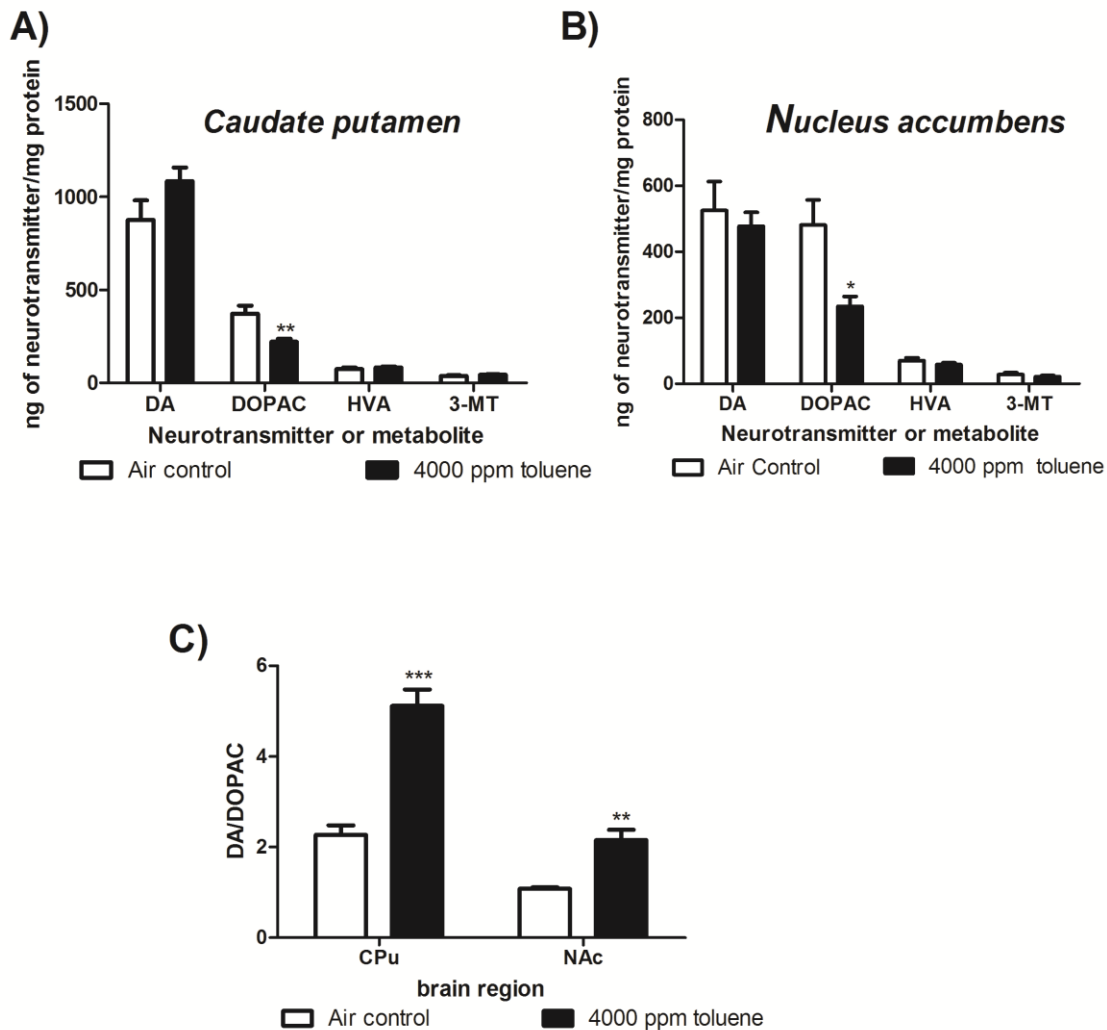 A)
ng of neurotransmitter/mg protein
1500
1000
500
0
Caudate putamen
**
DA DOPAC HVA 3-MT
Neurotransmitter or metabolite
Air control 4000 ppm toluene
B)
ng of neurotransmitter/mg protein
800
600
400
200
0
Nucleus accumbens
*
DA DOPAC HVA 3-MT
Neurotransmitter or metabolite
Air Control 4000 ppm toluene
C)
DA/DOPAC
6
4
2
0
***
**
CPu NAc
brain region
Air control 4000 ppm toluene